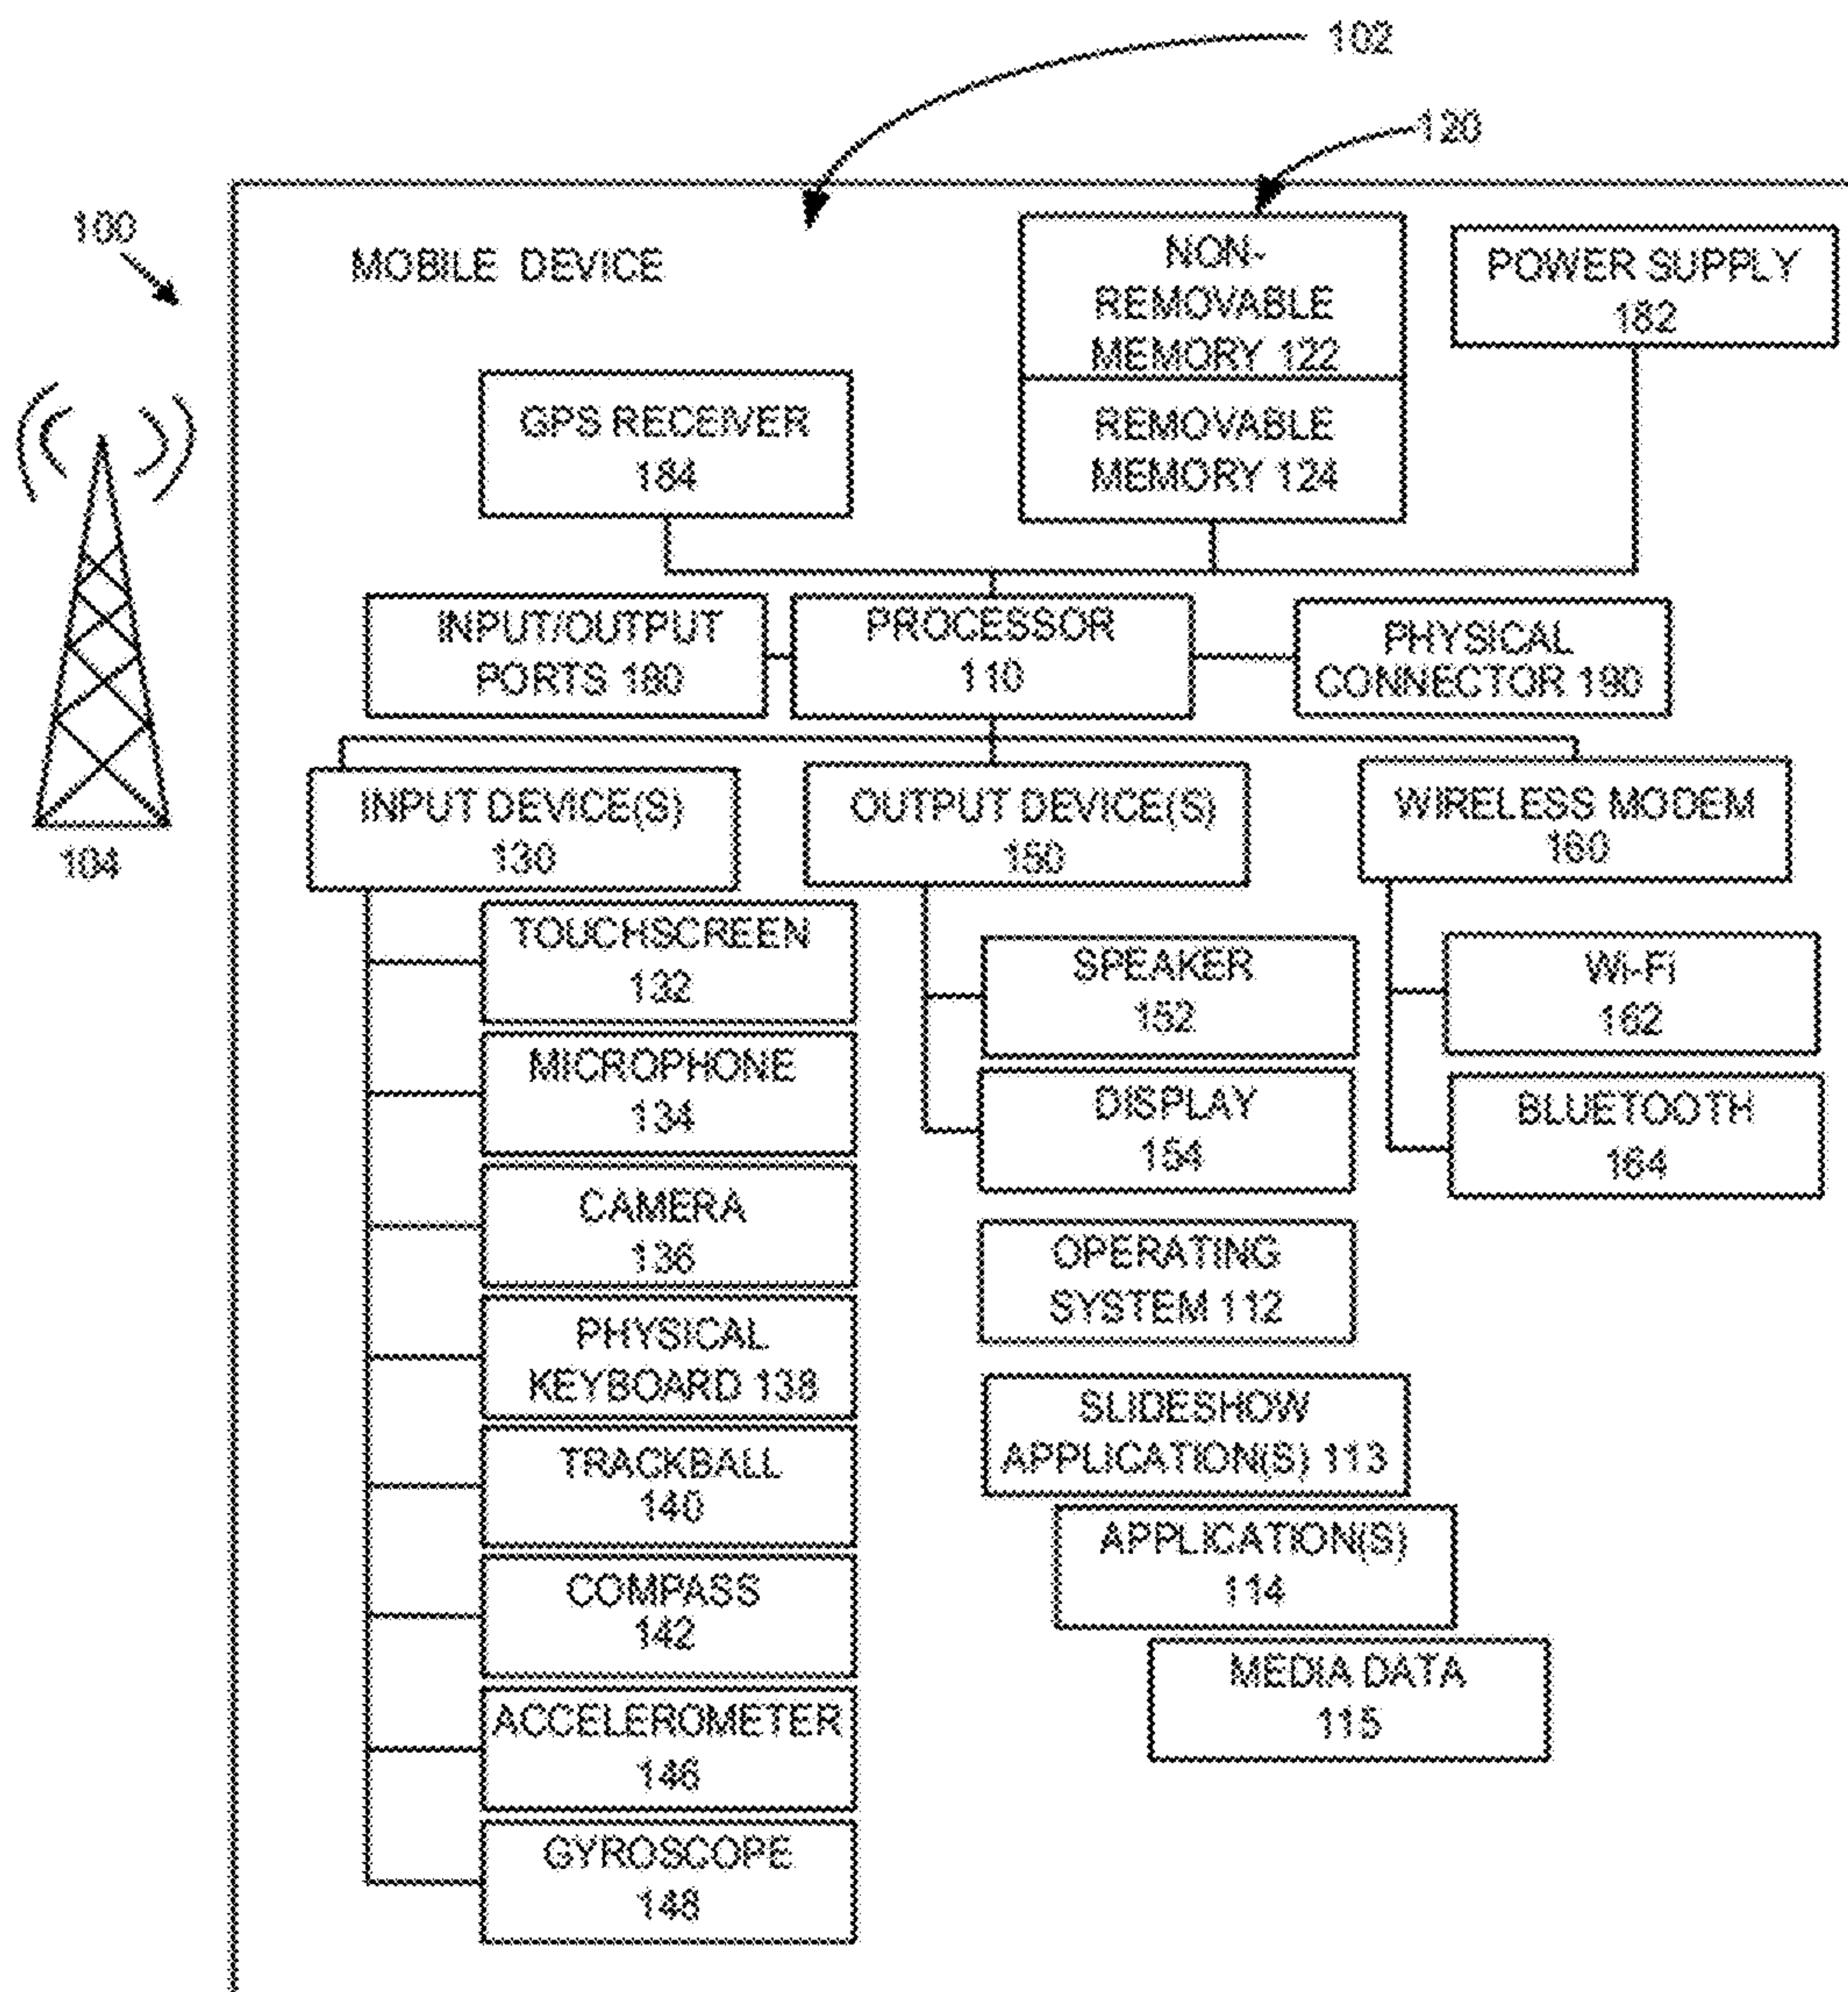 102
120
100
MOBILE DEVICE
NON-
REMOVABLE
MEMORY 122
POWER SUPPLY
182
GPS RECEIVER
184
REMOVABLE
MEMORY 124
INPUT/OUTPUT
PORTS 180
PROCESSOR
110
PHYSICAL
CONNECTOR 190
104
INPUT DEVICE(S)
130
OUTPUT DEVICE(S)
150
WIRELESS MODEM
160
TOUCHSCREEN
132
MICROPHONE
134
CAMERA
136
PHYSICAL
KEYBOARD 138
TRACKBALL
140
COMPASS
142
ACCELEROMETER
146
GYROSCOPE
148
SPEAKER
152
DISPLAY
154
Wi-Fi
162
BLUETOOTH
164
OPERATING
SYSTEM 112
SLIDESHOW
APPLICATION(S) 113
APPLICATION(S)
114
MEDIA DATA
115